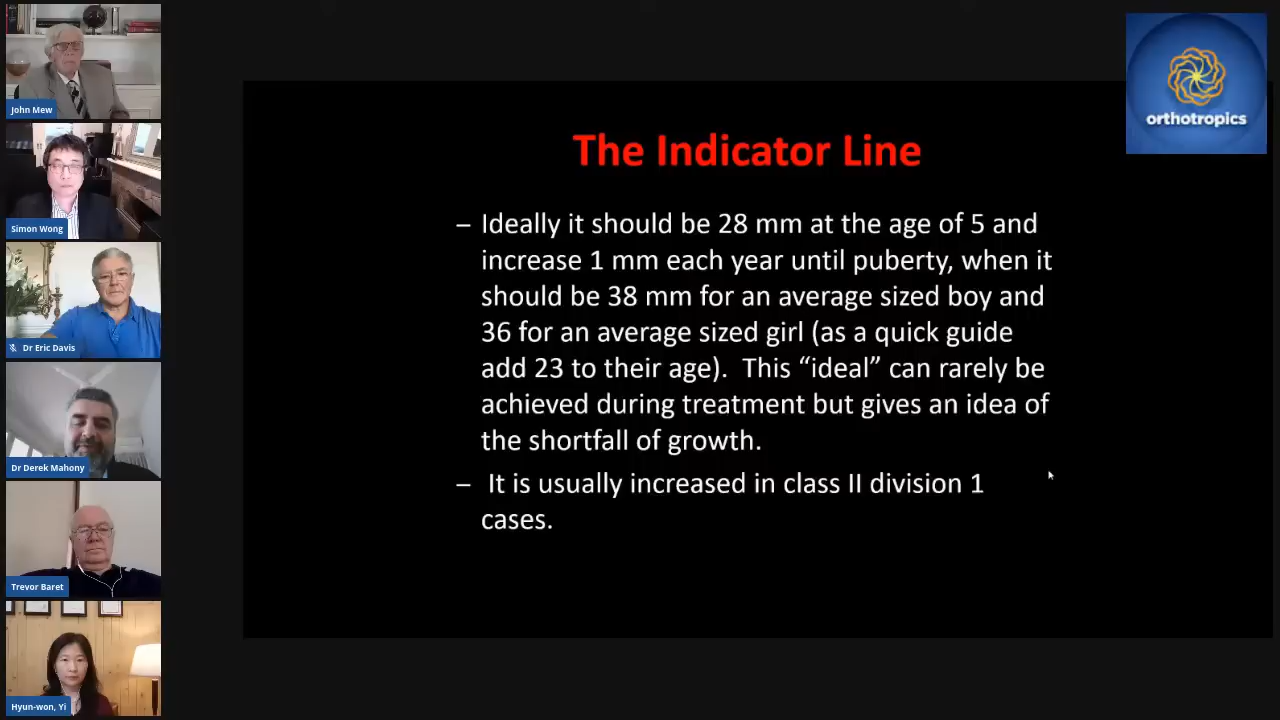 John Mew
Simon Wong
Dr Eric Davis
Dr Derek Mahony
Trevor Baret
Hyun-won, Yi
The Indicator Line
– Ideally it should be 28 mm at the age of 5 and
increase 1 mm each year until puberty, when it
should be 38 mm for an average sized boy and
36 for an average sized girl (as a quick guide
add 23 to their age). This “ideal” can rarely be
achieved during treatment but gives an idea of
the shortfall of growth.
– It is usually increased in class II division 1
cases.
orthotropics